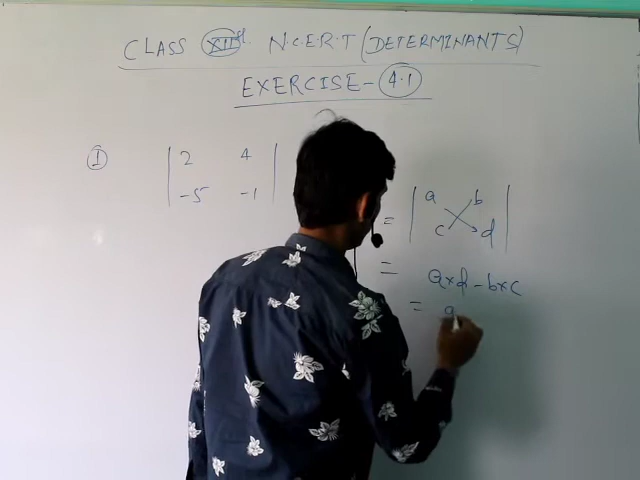 CLASS XIIth N.C.E.R.T (DETERMINANTS)
EXERCISE - 4.1
① | 2 4 |
| -5 -1 |
= | a b |
| c d |
= a×d - b×c
= a